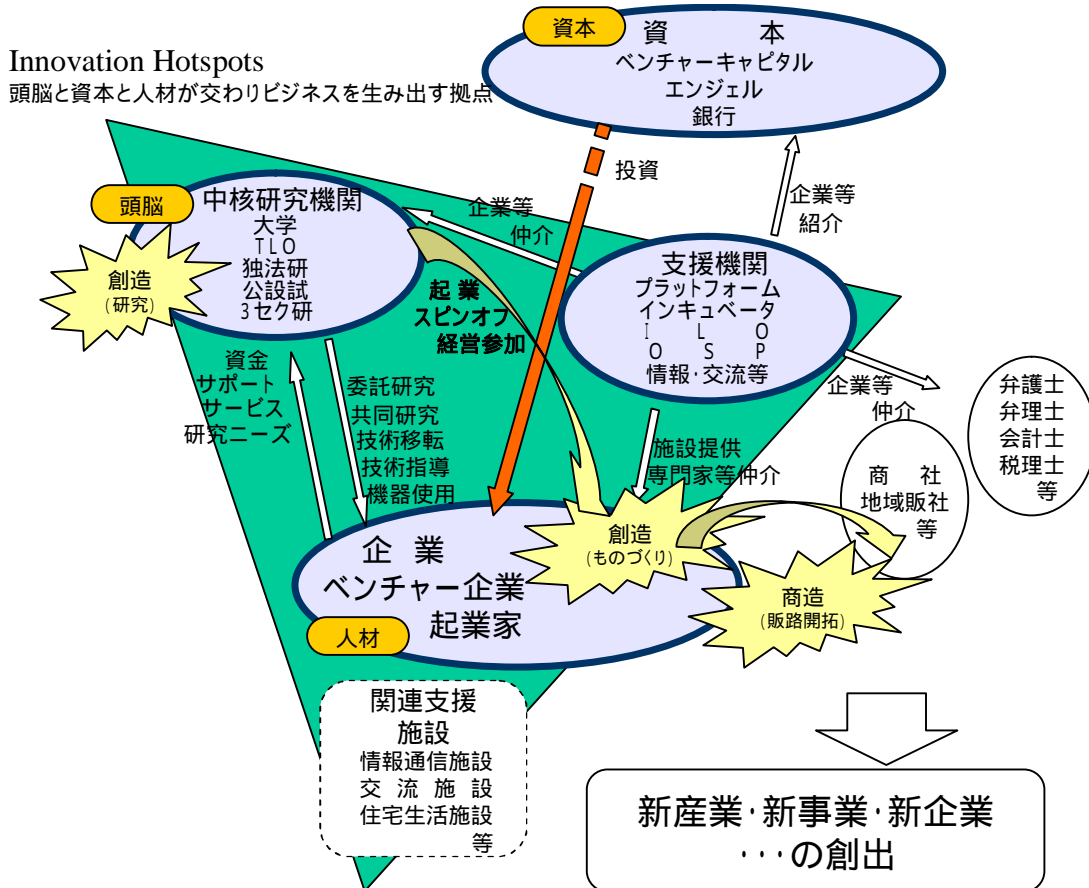 Innovation Hotspots
頭脳と資本と人材が交わりビジネスを生み出す拠点
資本
資　　　本
ベンチャーキャピタル
エンジェル
銀行
投資
企業等
紹介
頭脳
中核研究機関
大学
TLO
独法研
公設試
3セク研
創造
(研究)
企業等
仲介
支援機関
プラットフォーム
インキュベータ
I L O
O S P
情報・交流等
起業
スピンオフ
経営参加
資金
サポート
サービス
研究ニーズ
委託研究
共同研究
技術移転
技術指導
機器使用
施設提供
専門家等仲介
企業等
仲介
弁護士
弁理士
会計士
税理士
等
商　社
地域販社
等
企 業
ベンチャー企業
起業家
人材
創造
(ものづくり)
商造
(販路開拓)
関連支援
施設
情報通信施設
交流施設
住宅生活施設
等
新産業・新事業・新企業
・・・の創出